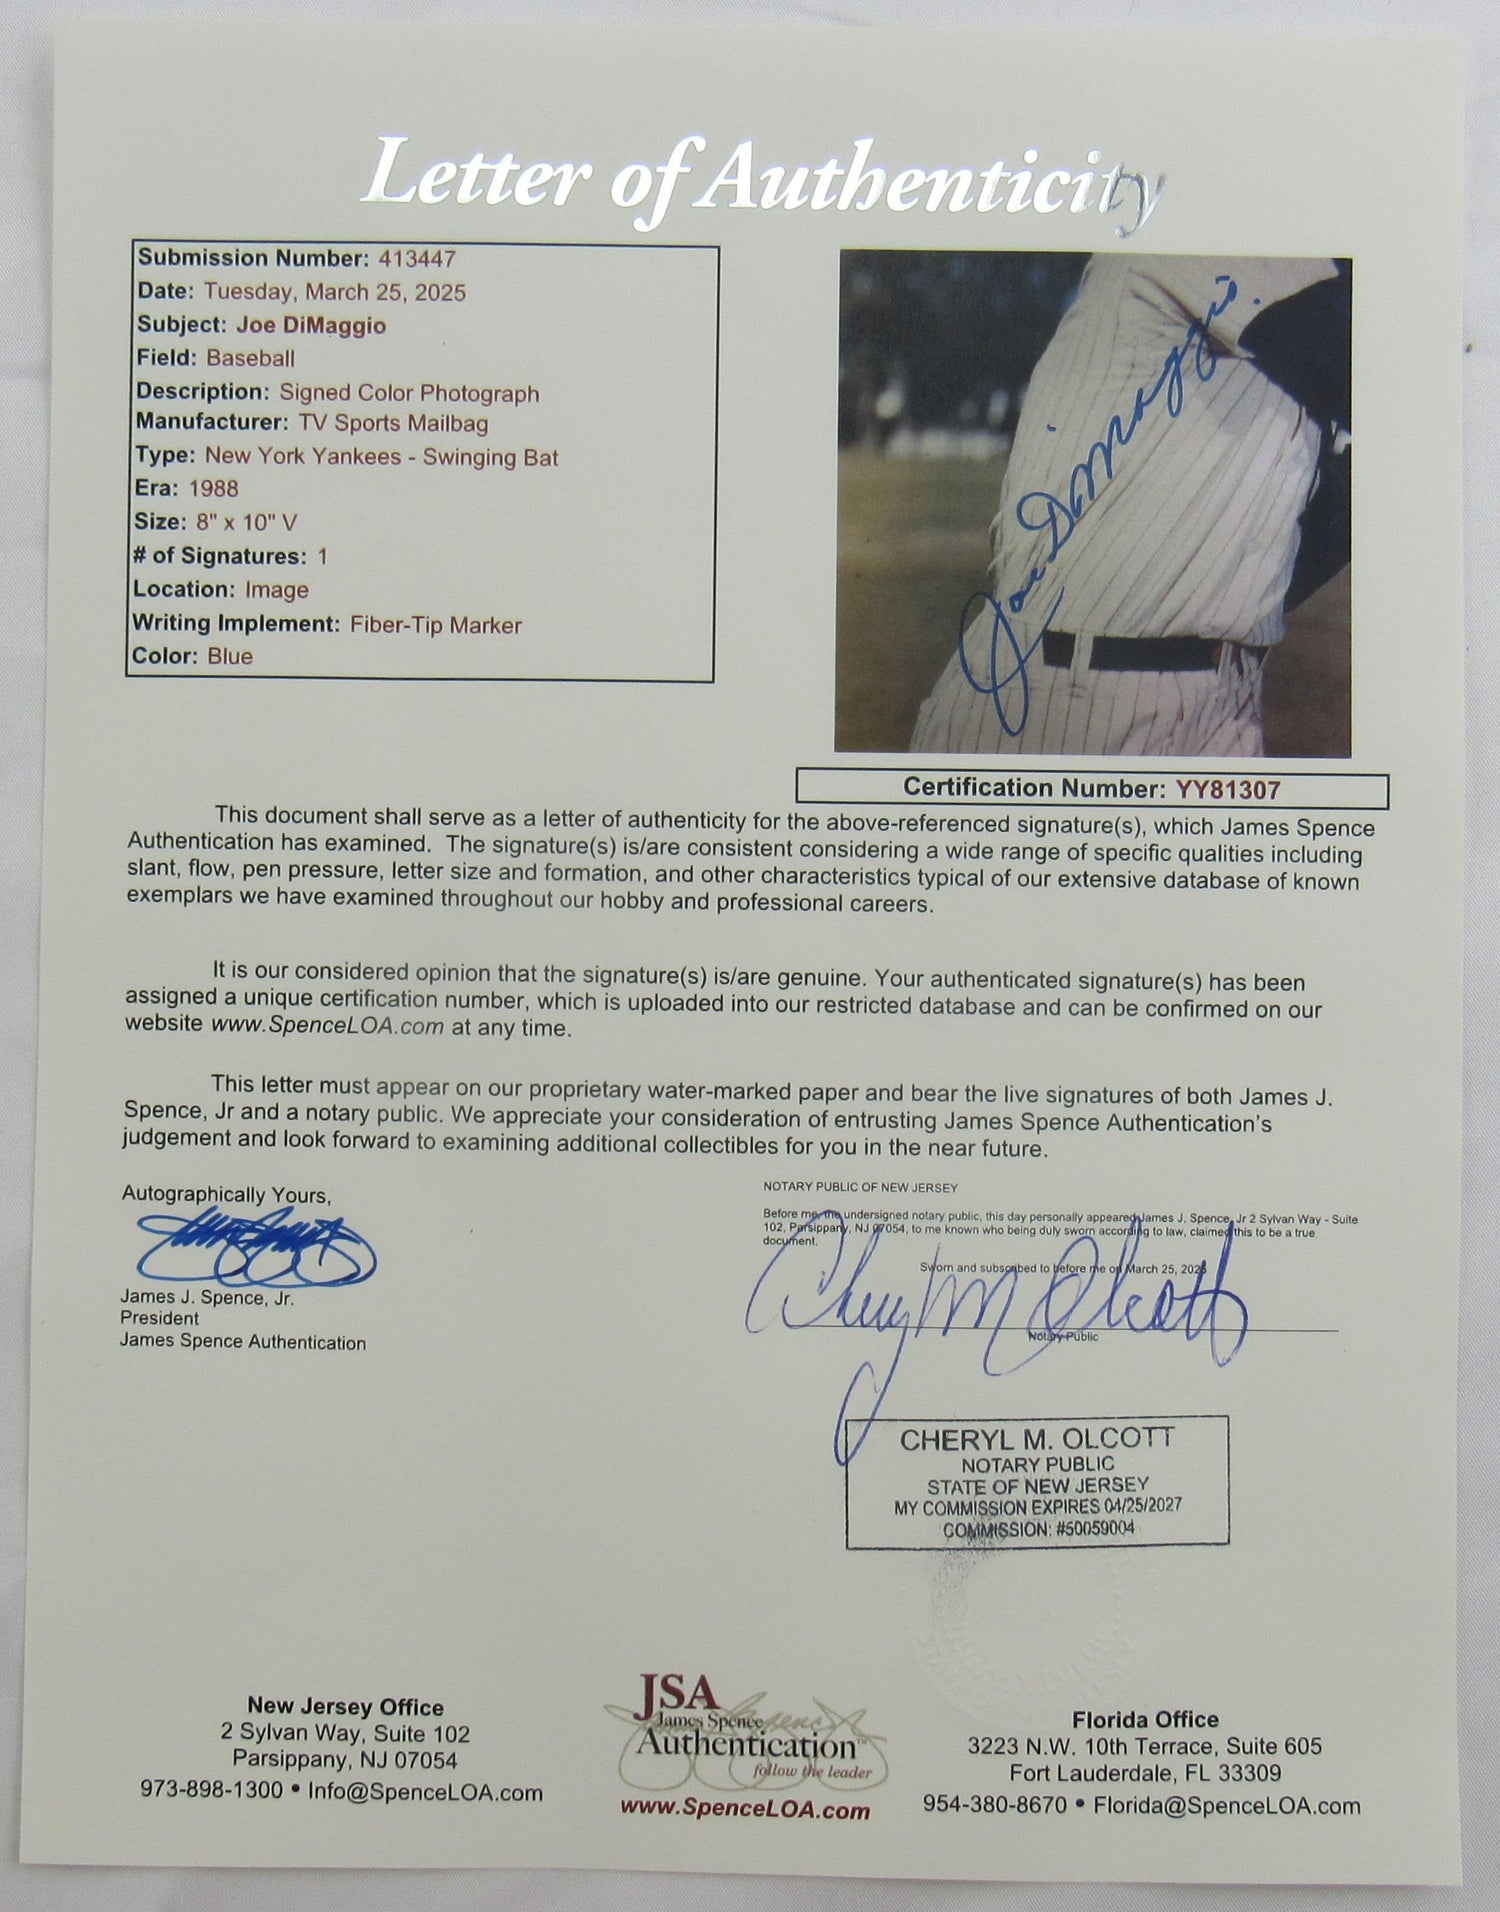 Letter of Authenticity
Submission Number: 413447
Date: Tuesday, March 25, 2025
Subject: Joe DiMaggio
Field: Baseball
Description: Signed Color Photograph
Manufacturer: TV Sports Mailbag
Type: New York Yankees - Swinging Bat
Era: 1988
Size: 8" x 10" V
# of Signatures: 1
Location: Image
Writing Implement: Fiber-Tip Marker
Color: Blue
Joe DiMaggio
Certification Number: YY81307
This document shall serve as a letter of authenticity for the above-referenced signature(s), which James Spence
Authentication has examined. The signature(s) is/are consistent considering a wide range of specific qualities including
slant, flow, pen pressure, letter size and formation, and other characteristics typical of our extensive database of known
exemplars we have examined throughout our hobby and professional careers.
It is our considered opinion that the signature(s) is/are genuine. Your authenticated signature(s) has been
assigned a unique certification number, which is uploaded into our restricted database and can be confirmed on our
website www.SpenceLOA.com at any time.
This letter must appear on our proprietary water-marked paper and bear the live signatures of both James J.
Spence, Jr and a notary public. We appreciate your consideration of entrusting James Spence Authentication's
judgement and look forward to examining additional collectibles for you in the near future.
Autographically Yours,
James J. Spence, Jr.
President
James Spence Authentication
NOTARY PUBLIC OF NEW JERSEY
Before me, the undersigned notary public, this day personally appeared James J. Spence, Jr 2 Sylvan Way - Suite
102, Parsippany, NJ 07054, to me known who being duly sworn according to law, claimed this to be a true
document.
Sworn and subscribed to before me on March 25, 2025
Cheryl M Olcott
Notary Public
CHERYL M. OLCOTT
NOTARY PUBLIC
STATE OF NEW JERSEY
MY COMMISSION EXPIRES 04/25/2027
COMMISSION: #50059004
New Jersey Office
2 Sylvan Way, Suite 102
Parsippany, NJ 07054
973-898-1300 • Info@SpenceLOA.com
JSA
James Spence
Authentication™
follow the leader
www.SpenceLOA.com
Florida Office
3223 N.W. 10th Terrace, Suite 605
Fort Lauderdale, FL 33309
954-380-8670 • Florida@SpenceLOA.com